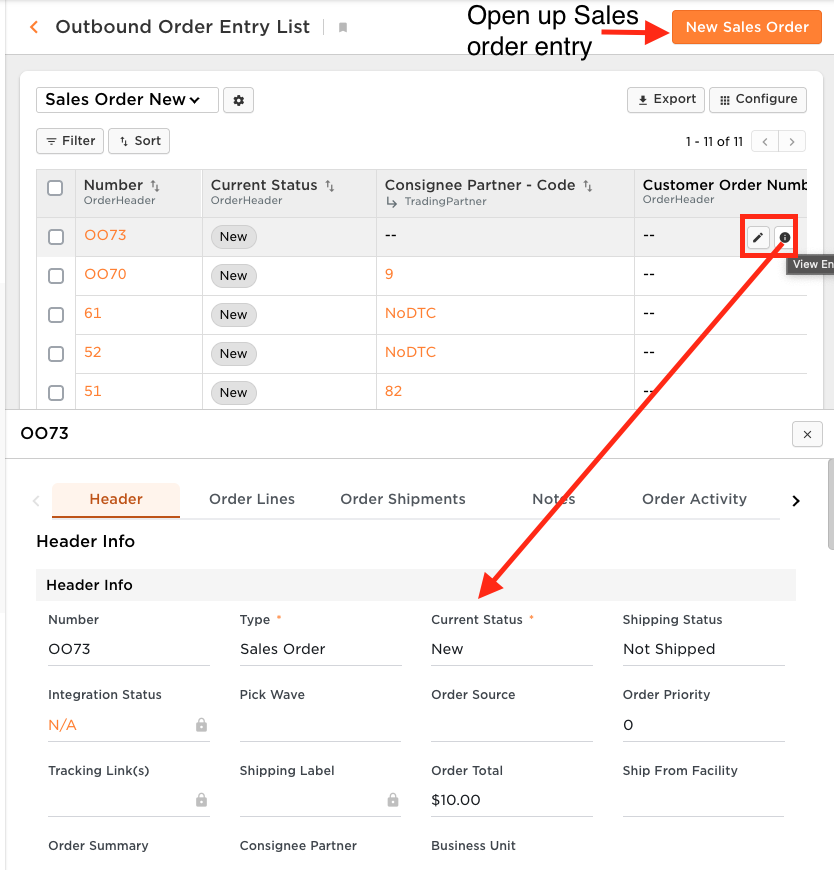 Outbound Order Entry List
Open up Sales
order entry
New Sales Order
Sales Order New
Export
Configure
Filter
Sort
1 - 11 of 11
Number
OrderHeader
Current Status
OrderHeader
Consignee Partner - Code
TradingPartner
Customer Order Numb
OrderHeader
OO73 New -- --
View En
OO70 New 9 --
61 New NoDTC --
52 New NoDTC --
51 New 82 --
OO73
Header Order Lines Order Shipments Notes Order Activity
Header Info
Header Info
Number Type * Current Status * Shipping Status
OO73 Sales Order New Not Shipped
Integration Status Pick Wave Order Source Order Priority
N/A 0
Tracking Link(s) Shipping Label Order Total Ship From Facility
$10.00
Order Summary Consignee Partner Business Unit